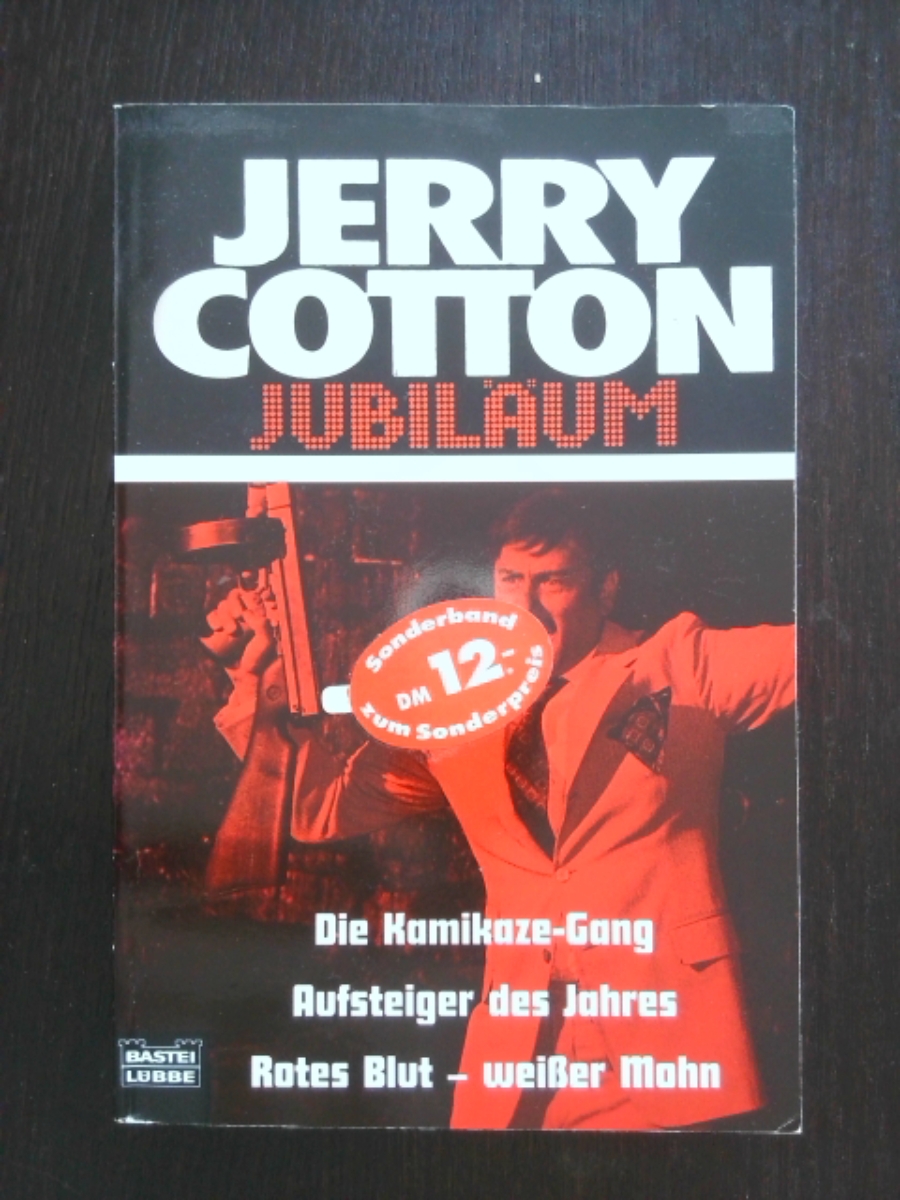 JERRY
COTTON
JUBILÄUM
Sonderband
DM 12,-
zum Sonderpreis
Die Kamikaze-Gang
Aufsteiger des Jahres
Rotes Blut – weißer Mohn
BASTEI
LÜBBE